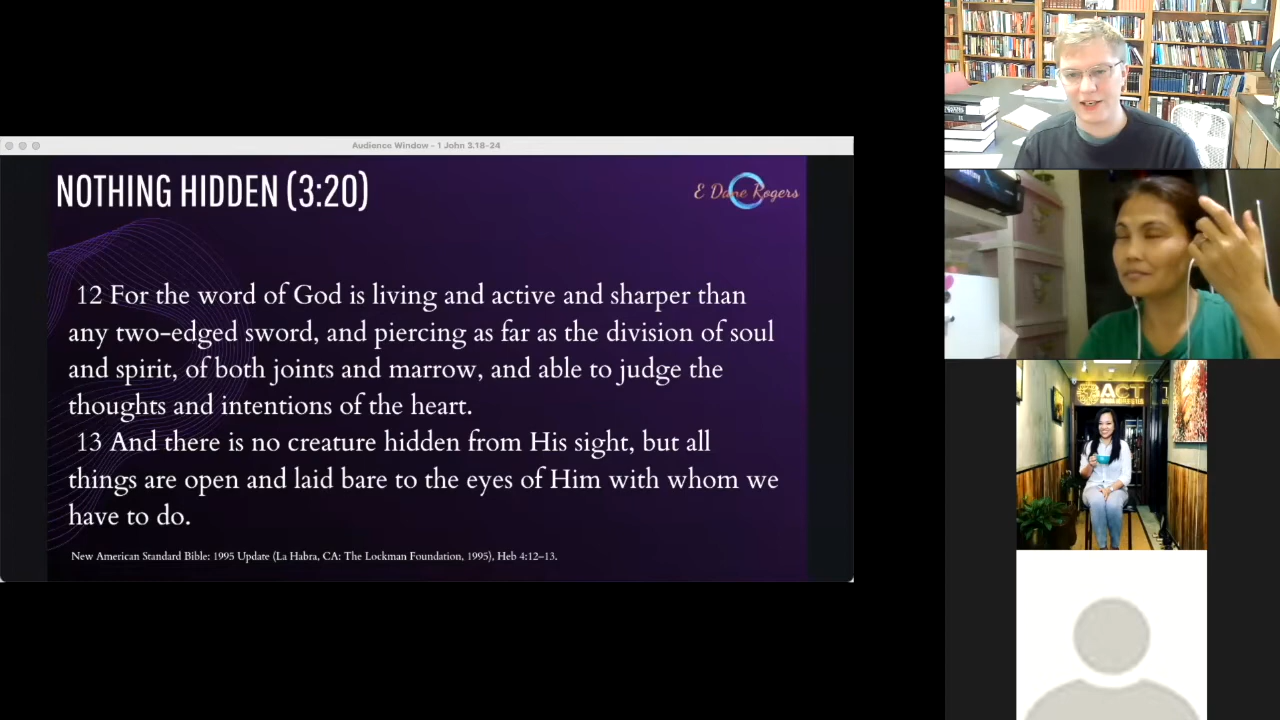 Audience Window - 1 John 3.18-24
NOTHING HIDDEN (3:20)
E Dane Rogers
12 For the word of God is living and active and sharper than
any two-edged sword, and piercing as far as the division of soul
and spirit, of both joints and marrow, and able to judge the
thoughts and intentions of the heart.
13 And there is no creature hidden from His sight, but all
things are open and laid bare to the eyes of Him with whom we
have to do.
New American Standard Bible: 1995 Update (La Habra, CA: The Lockman Foundation, 1995), Heb 4:12–13.
ACT